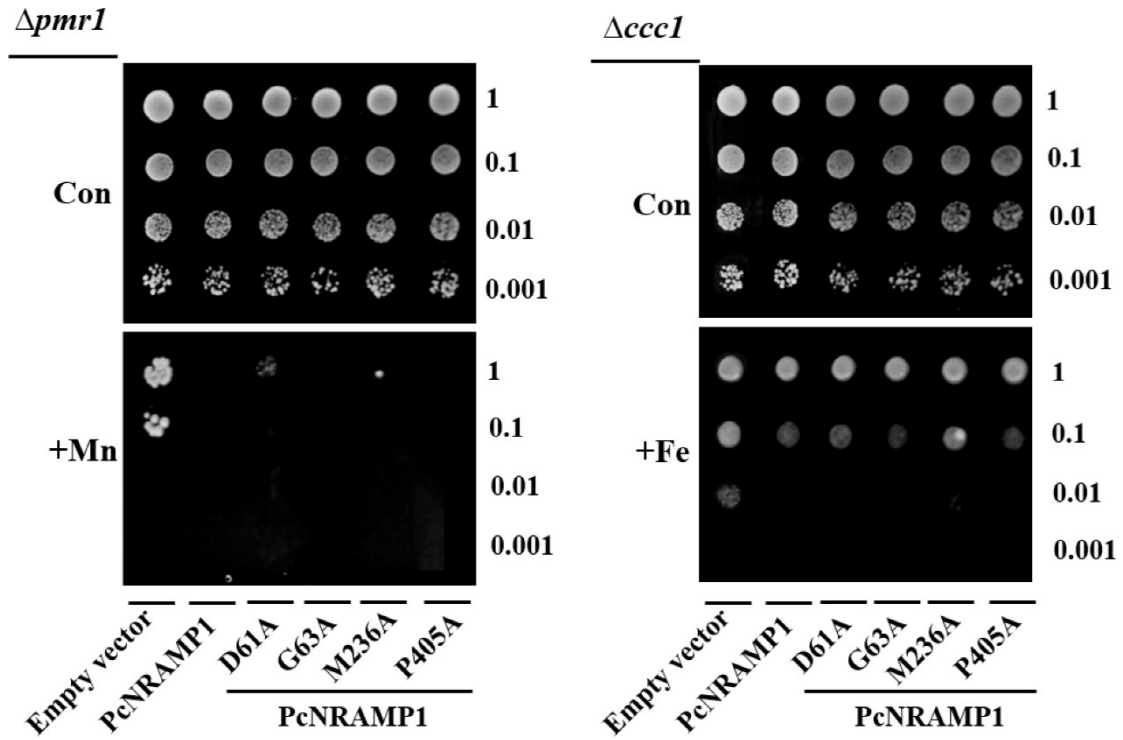 Δpmr1
Con
1
0.1
0.01
0.001
+Mn
1
0.1
0.01
0.001
Empty vector
PcNRAMP1
D61A
G63A
M236A
P405A
PcNRAMP1
Δccc1
Con
1
0.1
0.01
0.001
+Fe
1
0.1
0.01
0.001
Empty vector
PcNRAMP1
D61A
G63A
M236A
P405A
PcNRAMP1